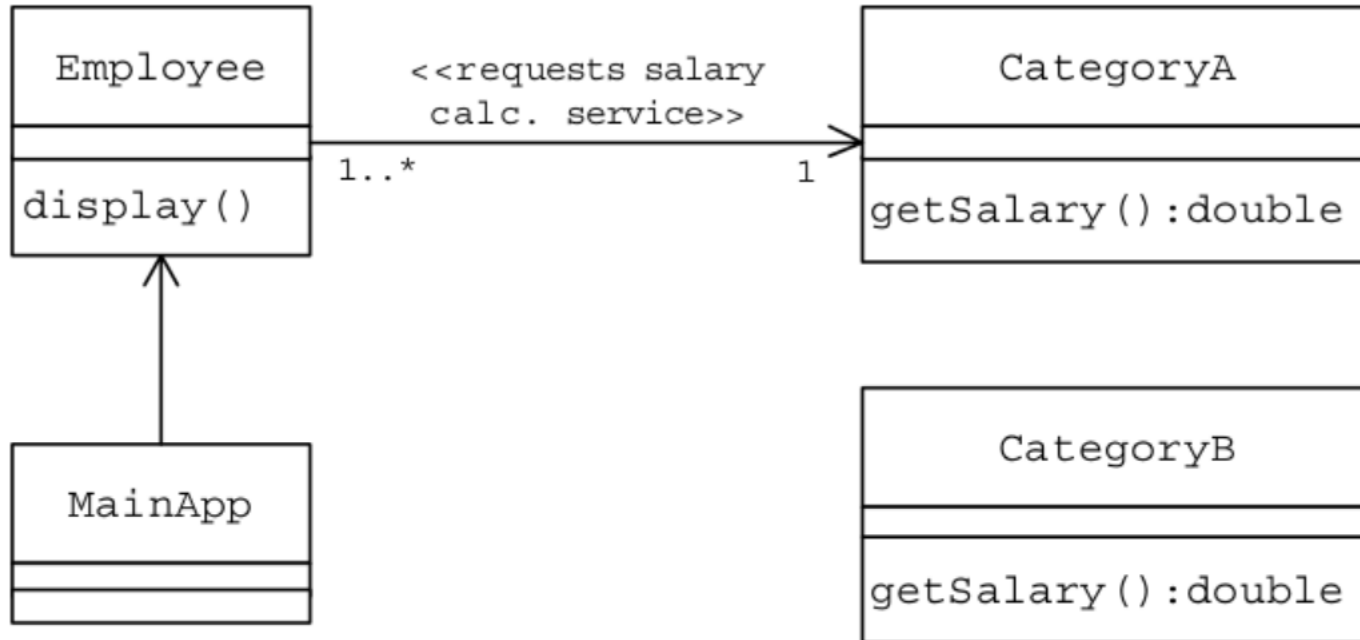 Employee
display()
<<requests salary
calc. service>>
1..*
1
CategoryA
getSalary():double
MainApp
CategoryB
getSalary():double